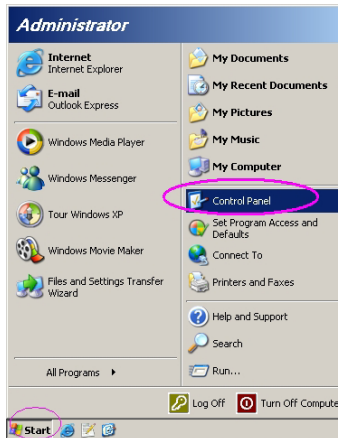 Administrator
Internet
Internet Explorer
E-mail
Outlook Express
Windows Media Player
Windows Messenger
Tour Windows XP
Windows Movie Maker
Files and Settings Transfer
Wizard
All Programs
My Documents
My Recent Documents
My Pictures
My Music
My Computer
Control Panel
Set Program Access and
Defaults
Connect To
Printers and Faxes
Help and Support
Search
Run...
Log Off
Turn Off Compute
Start